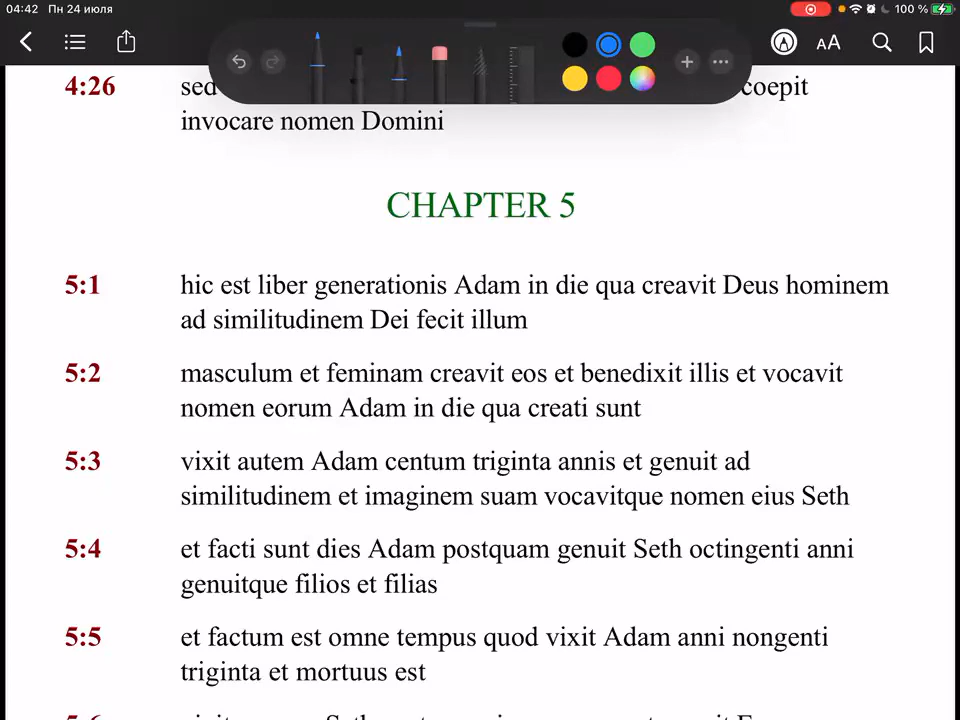 04:42 Пн 24 июля 100 %
AA
4:26 sed coepit
invocare nomen Domini
CHAPTER 5
5:1 hic est liber generationis Adam in die qua creavit Deus hominem
ad similitudinem Dei fecit illum
5:2 masculum et feminam creavit eos et benedixit illis et vocavit
nomen eorum Adam in die qua creati sunt
5:3 vixit autem Adam centum triginta annis et genuit ad
similitudinem et imaginem suam vocavitque nomen eius Seth
5:4 et facti sunt dies Adam postquam genuit Seth octingenti anni
genuitque filios et filias
5:5 et factum est omne tempus quod vixit Adam anni nongenti
triginta et mortuus est